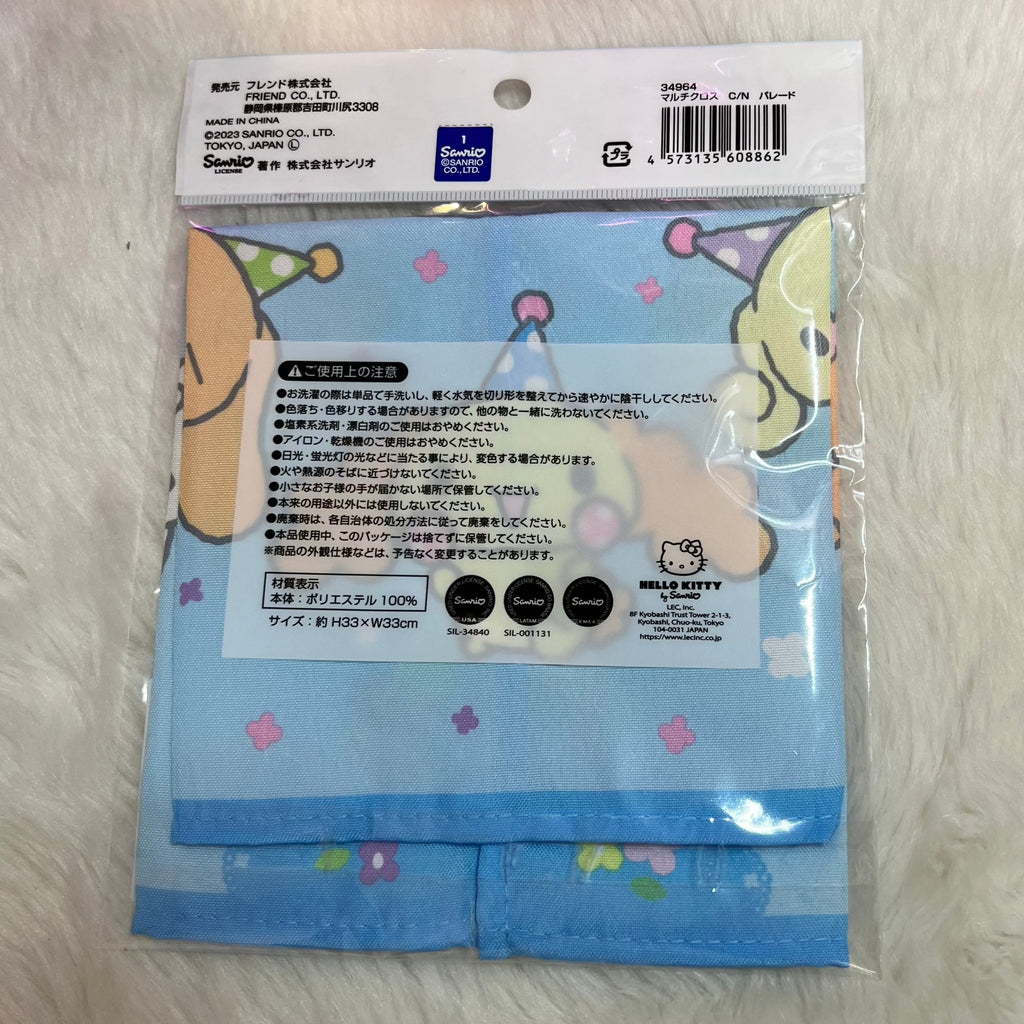 発売元 フレンド株式会社
FRIEND CO., LTD.
静岡県榛原郡吉田町川尻3308
MADE IN CHINA
©2023 SANRIO CO., LTD.
TOKYO, JAPAN Ⓛ
Sanrio 著作 株式会社サンリオ
LICENSE
1
Sanrio
©SANRIO
CO., LTD.
34964
マルチクロス C/N パレード
プラ
4 573135 608862
ご使用上の注意
●お洗濯の際は単品で手洗いし、軽く水気を切り形を整えてから速やかに陰干ししてください。
●色落ち・色移りする場合がありますので、他の物と一緒に洗わないでください。
●塩素系洗剤・漂白剤のご使用はおやめください。
●アイロン・乾燥機のご使用はおやめください。
●日光・蛍光灯の光などに当たる事により、変色する場合があります。
●火や熱源のそばに近づけないでください。
●小さなお子様の手が届かない場所で保管してください。
●本来の用途以外には使用しないでください。
●廃棄時は、各自治体の処分方法に従って廃棄をしてください。
●本品使用中、このパッケージは捨てずに保管してください。
※商品の外観仕様などは、予告なく変更することがあります。
材質表示
本体：ポリエステル 100%
サイズ：約 H33×W33cm
Sanrio
USA
SIL-34840
Sanrio
LATAM
SIL-001131
Sanrio
EMEA
HELLO KITTY
by Sanrio
LEC, Inc.
8F Kyobashi Trust Tower 2-1-3,
Kyobashi, Chuo-ku, Tokyo
104-0031 JAPAN
https://www.lecinc.co.jp